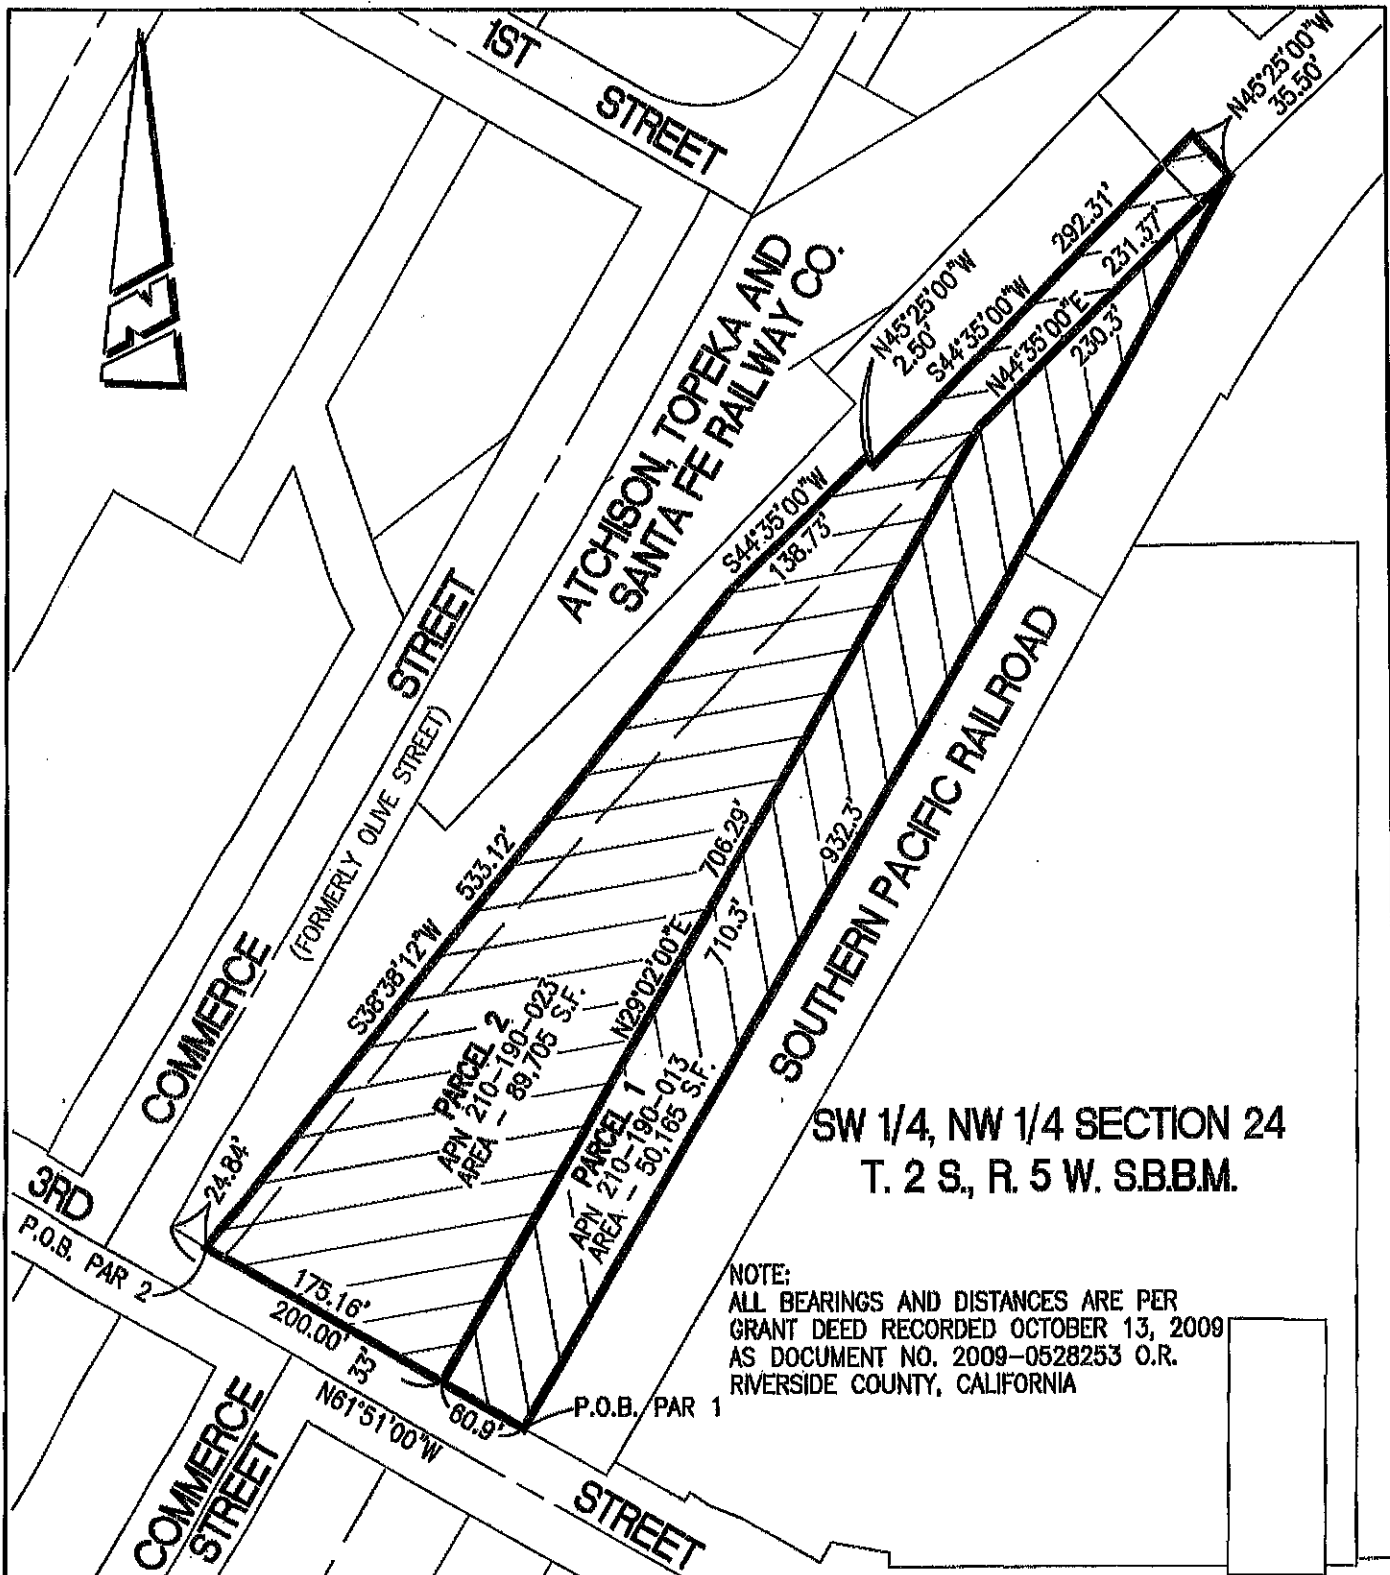 1ST STREET
N45°25'00"W
35.50'
ATCHISON, TOPEKA AND
SANTA FE RAILWAY CO.
N45°25'00"W
2.50'
S44°35'00"W
292.31'
N44°35'00"E
231.37'
230.3'
S44°35'00"W
138.73'
COMMERCE STREET
(FORMERLY OLIVE STREET)
S38°38'12"W
533.12'
N29°02'00"E
706.29'
710.3'
932.3'
SOUTHERN PACIFIC RAILROAD
PARCEL 2
APN 210-190-023
AREA - 89,705 S.F.
PARCEL 1
APN 210-190-013
AREA - 50,165 S.F.
SW 1/4, NW 1/4 SECTION 24
T. 2 S., R. 5 W. S.B.B.M.
24.84'
3RD STREET
P.O.B. PAR 2
175.16'
200.00'
33'
N61°51'00"W
60.9'
P.O.B. PAR 1
NOTE:
ALL BEARINGS AND DISTANCES ARE PER
GRANT DEED RECORDED OCTOBER 13, 2009
AS DOCUMENT NO. 2009-0528253 O.R.
RIVERSIDE COUNTY, CALIFORNIA
COMMERCE
STREET